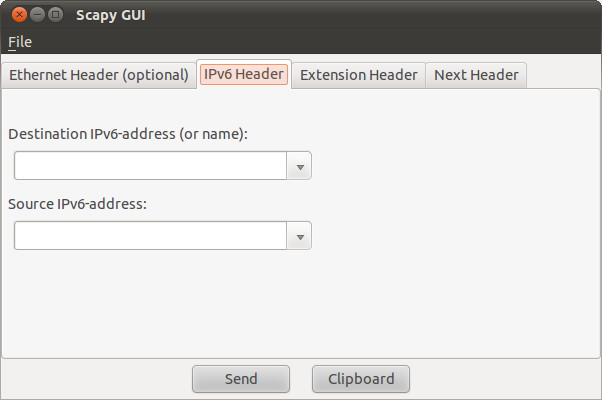 Scapy GUI
File
Ethernet Header (optional) IPv6 Header Extension Header Next Header
Destination IPv6-address (or name):
Source IPv6-address:
Send Clipboard